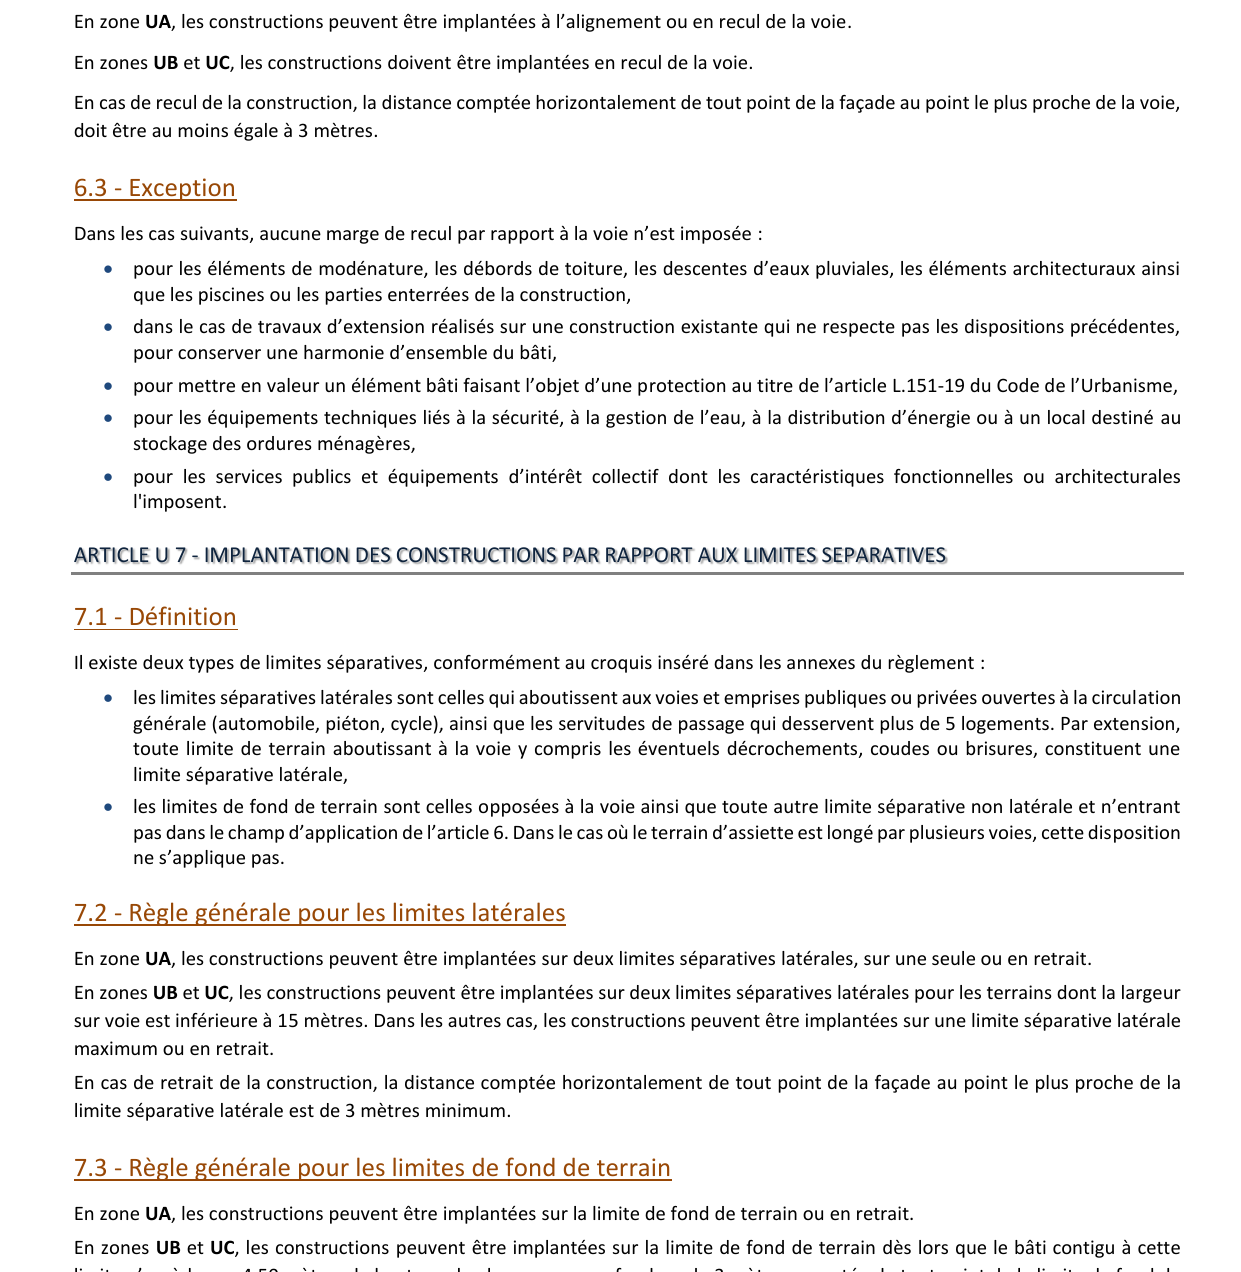 En zone UA, les constructions peuvent être implantées à l’alignement ou en recul de la voie.
En zones UB et UC, les constructions doivent être implantées en recul de la voie.
En cas de recul de la construction, la distance comptée horizontalement de tout point de la façade au point le plus proche de la voie,
doit être au moins égale à 3 mètres.
6.3 - Exception
Dans les cas suivants, aucune marge de recul par rapport à la voie n’est imposée :
• pour les éléments de modénature, les débords de toiture, les descentes d’eaux pluviales, les éléments architecturaux ainsi
que les piscines ou les parties enterrées de la construction,
• dans le cas de travaux d’extension réalisés sur une construction existante qui ne respecte pas les dispositions précédentes,
pour conserver une harmonie d’ensemble du bâti,
• pour mettre en valeur un élément bâti faisant l’objet d’une protection au titre de l’article L.151-19 du Code de l’Urbanisme,
• pour les équipements techniques liés à la sécurité, à la gestion de l’eau, à la distribution d’énergie ou à un local destiné au
stockage des ordures ménagères,
• pour les services publics et équipements d’intérêt collectif dont les caractéristiques fonctionnelles ou architecturales
l'imposent.
ARTICLE U 7 - IMPLANTATION DES CONSTRUCTIONS PAR RAPPORT AUX LIMITES SEPARATIVES
7.1 - Définition
Il existe deux types de limites séparatives, conformément au croquis inséré dans les annexes du règlement :
• les limites séparatives latérales sont celles qui aboutissent aux voies et emprises publiques ou privées ouvertes à la circulation
générale (automobile, piéton, cycle), ainsi que les servitudes de passage qui desservent plus de 5 logements. Par extension,
toute limite de terrain aboutissant à la voie y compris les éventuels décrochements, coudes ou brisures, constituent une
limite séparative latérale,
• les limites de fond de terrain sont celles opposées à la voie ainsi que toute autre limite séparative non latérale et n’entrant
pas dans le champ d’application de l’article 6. Dans le cas où le terrain d’assiette est longé par plusieurs voies, cette disposition
ne s’applique pas.
7.2 - Règle générale pour les limites latérales
En zone UA, les constructions peuvent être implantées sur deux limites séparatives latérales, sur une seule ou en retrait.
En zones UB et UC, les constructions peuvent être implantées sur deux limites séparatives latérales pour les terrains dont la largeur
sur voie est inférieure à 15 mètres. Dans les autres cas, les constructions peuvent être implantées sur une limite séparative latérale
maximum ou en retrait.
En cas de retrait de la construction, la distance comptée horizontalement de tout point de la façade au point le plus proche de la
limite séparative latérale est de 3 mètres minimum.
7.3 - Règle générale pour les limites de fond de terrain
En zone UA, les constructions peuvent être implantées sur la limite de fond de terrain ou en retrait.
En zones UB et UC, les constructions peuvent être implantées sur la limite de fond de terrain dès lors que le bâti contigu à cette